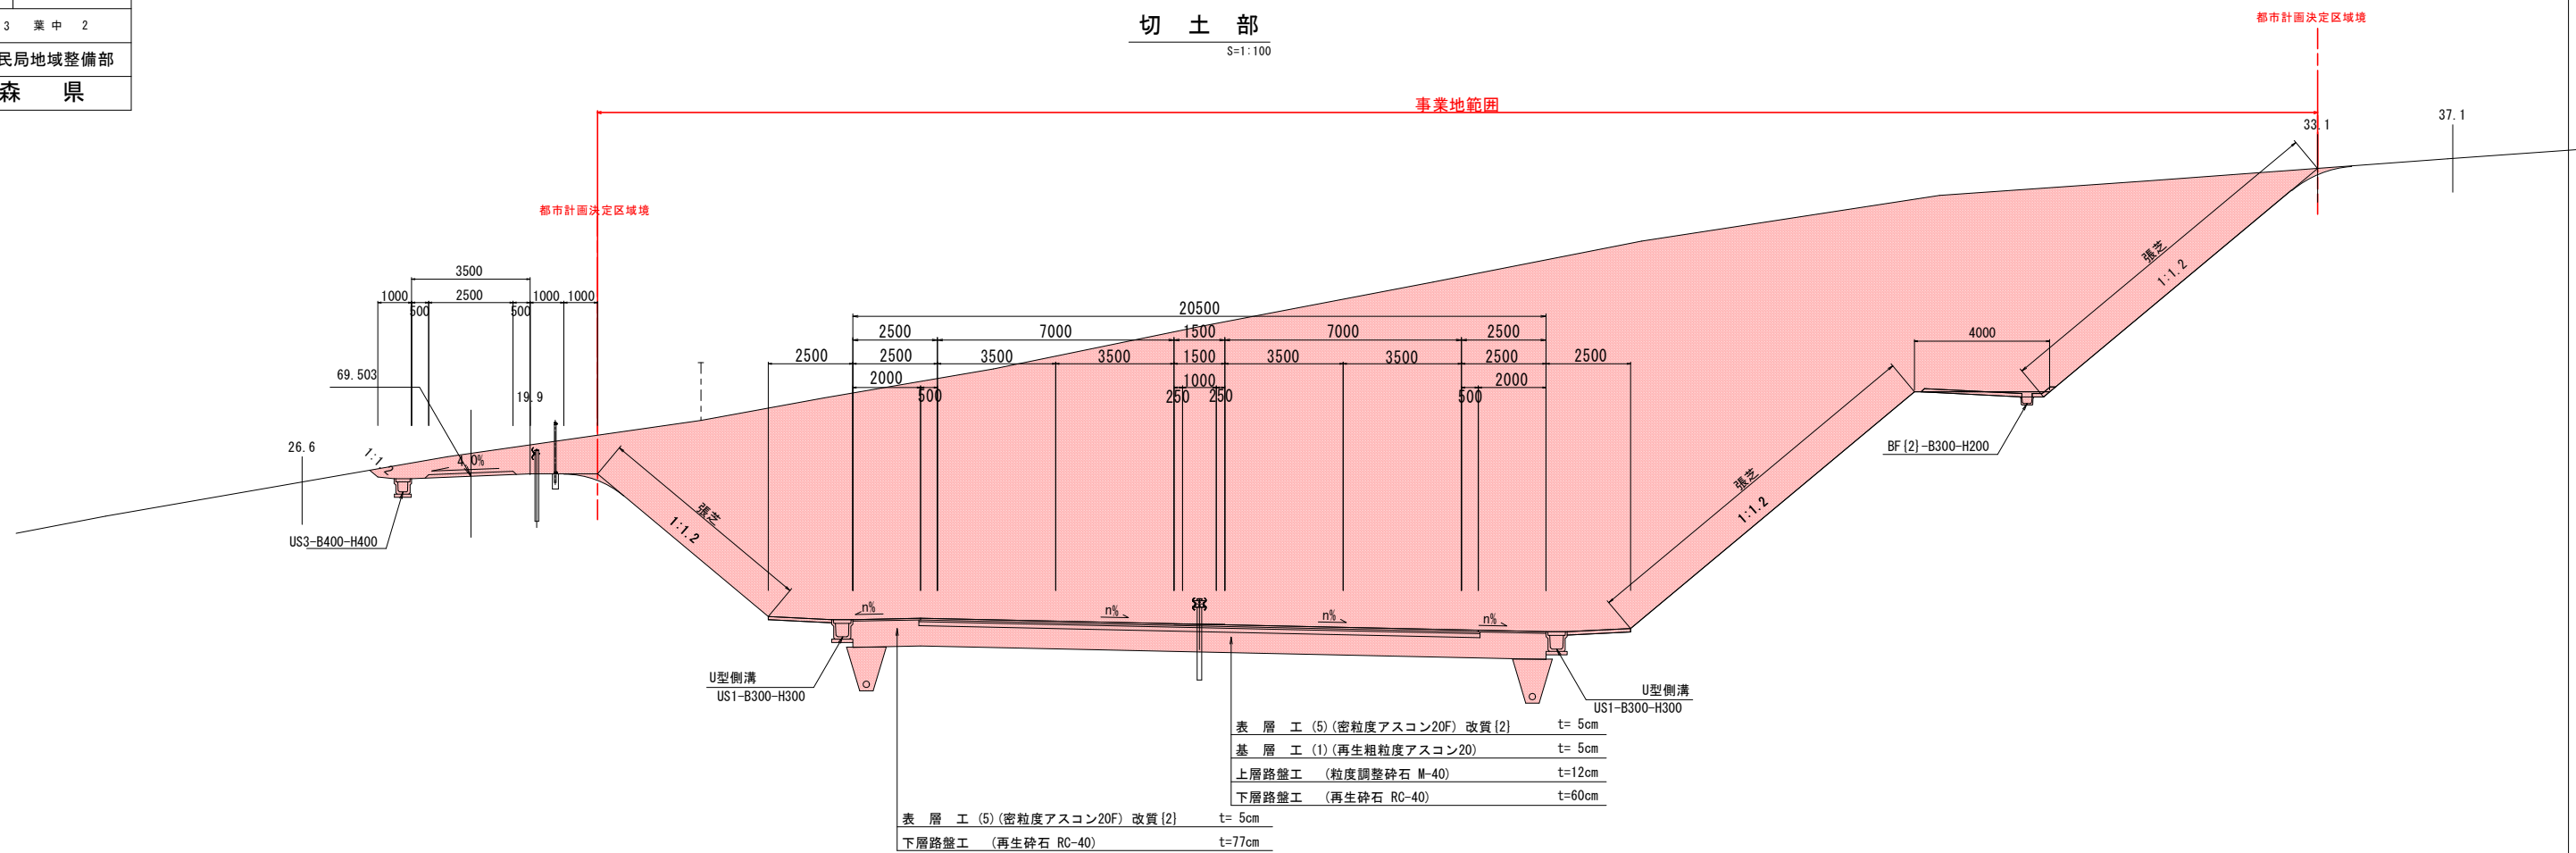 3 葉 中 2
民局地域整備部
森 県
切 土 部
S=1:100
都市計画決定区域境
事業地範囲
33.1
37.1
都市計画決定区域境
3500
1000
500
2500
500
1000
1000
69.503
19.9
26.6
1:1.2
4.0%
US3-B400-H400
張芝
1:1.2
20500
2500
7000
1500
7000
2500
2500
2500
3500
3500
1500
3500
3500
2500
2500
2000
500
250
1000
250
500
2000
張芝
1:1.2
4000
BF{2}-B300-H200
張芝
1:1.2
n%
n%
n%
n%
U型側溝
US1-B300-H300
U型側溝
US1-B300-H300
表 層 工 (5)(密粒度アスコン20F) 改質{2} t= 5cm
基 層 工 (1)(再生粗粒度アスコン20) t= 5cm
上層路盤工 (粒度調整砕石 M-40) t=12cm
下層路盤工 (再生砕石 RC-40) t=60cm
表 層 工 (5)(密粒度アスコン20F) 改質{2} t= 5cm
下層路盤工 (再生砕石 RC-40) t=77cm